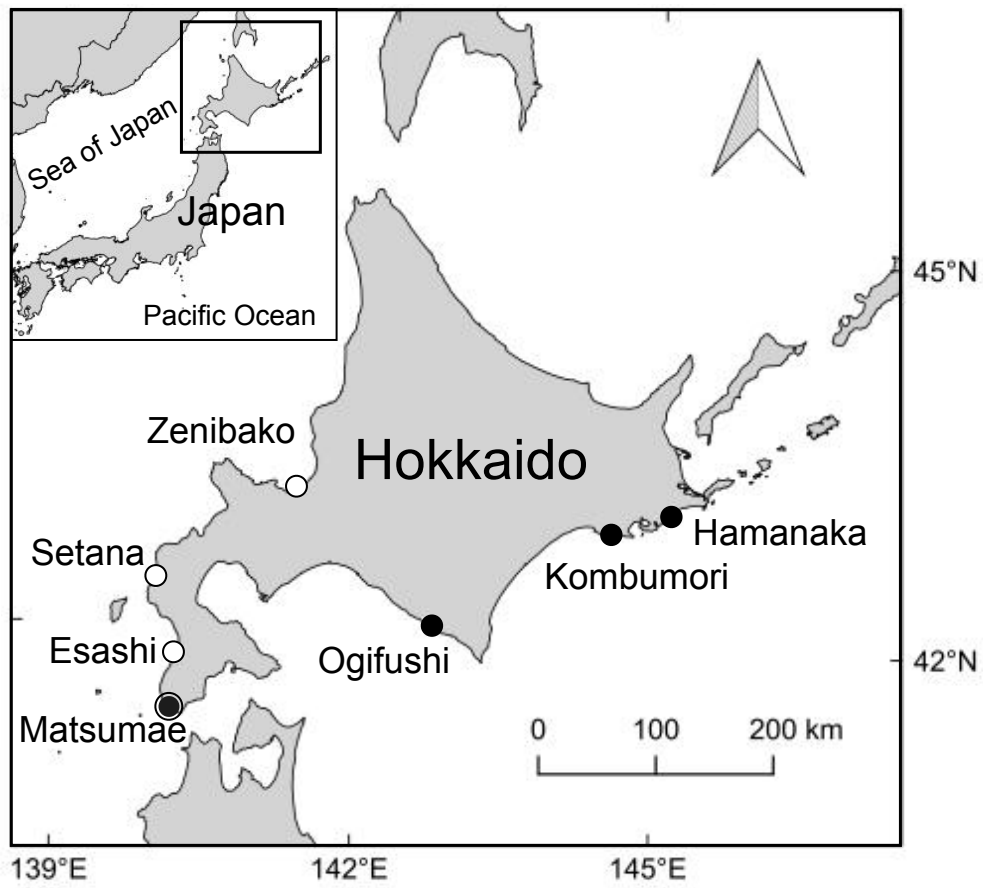 Sea of Japan
Japan
Pacific Ocean
45°N
Zenibako
Hokkaido
Hamanaka
Setana
Kombumori
Esashi
Ogifushi
42°N
Matsumae
0 100 200 km
139°E 142°E 145°E